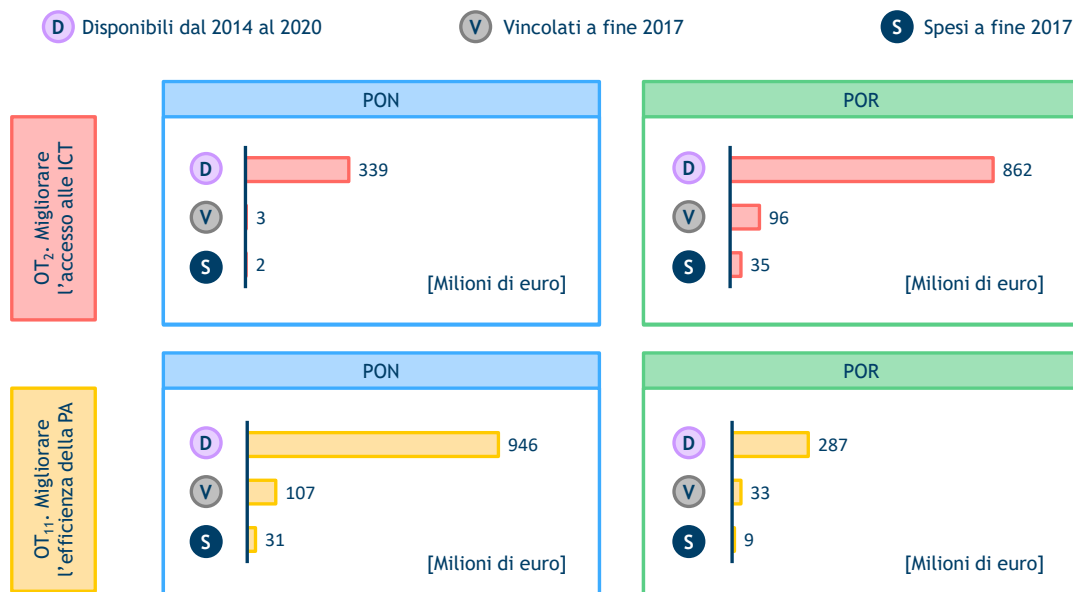 D Disponibili dal 2014 al 2020
V Vincolati a fine 2017
S Spesi a fine 2017
OT2. Migliorare
l'accesso alle ICT
PON
D 339
V 3
S 2
[Milioni di euro]
POR
D 862
V 96
S 35
[Milioni di euro]
OT11. Migliorare
l'efficienza della PA
PON
D 946
V 107
S 31
[Milioni di euro]
POR
D 287
V 33
S 9
[Milioni di euro]